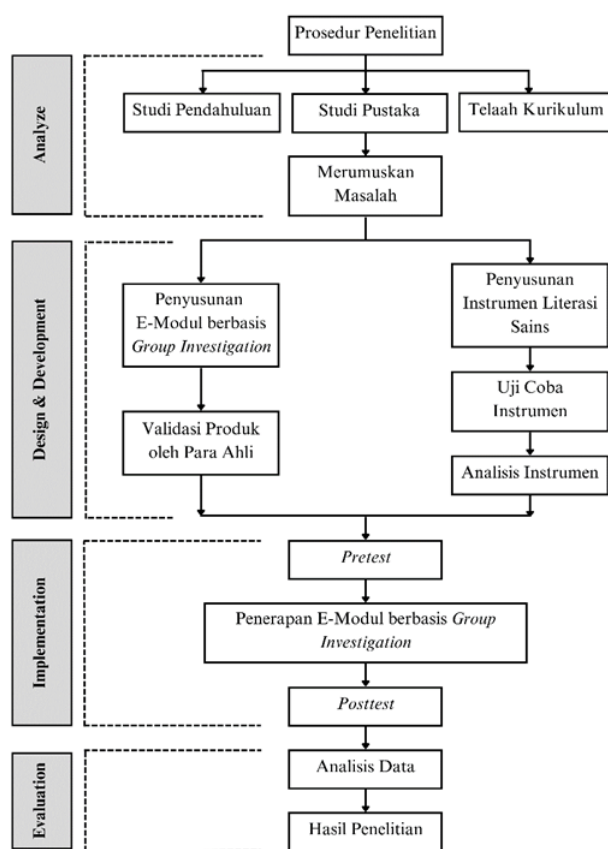 Prosedur Penelitian
Analyze
Studi Pendahuluan
Studi Pustaka
Telaah Kurikulum
Merumuskan
Masalah
Design & Development
Penyusunan
E-Modul berbasis
Group Investigation
Validasi Produk
oleh Para Ahli
Penyusunan
Instrumen Literasi
Sains
Uji Coba
Instrumen
Analisis Instrumen
Implementation
Pretest
Penerapan E-Modul berbasis Group
Investigation
Posttest
Evaluation
Analisis Data
Hasil Penelitian